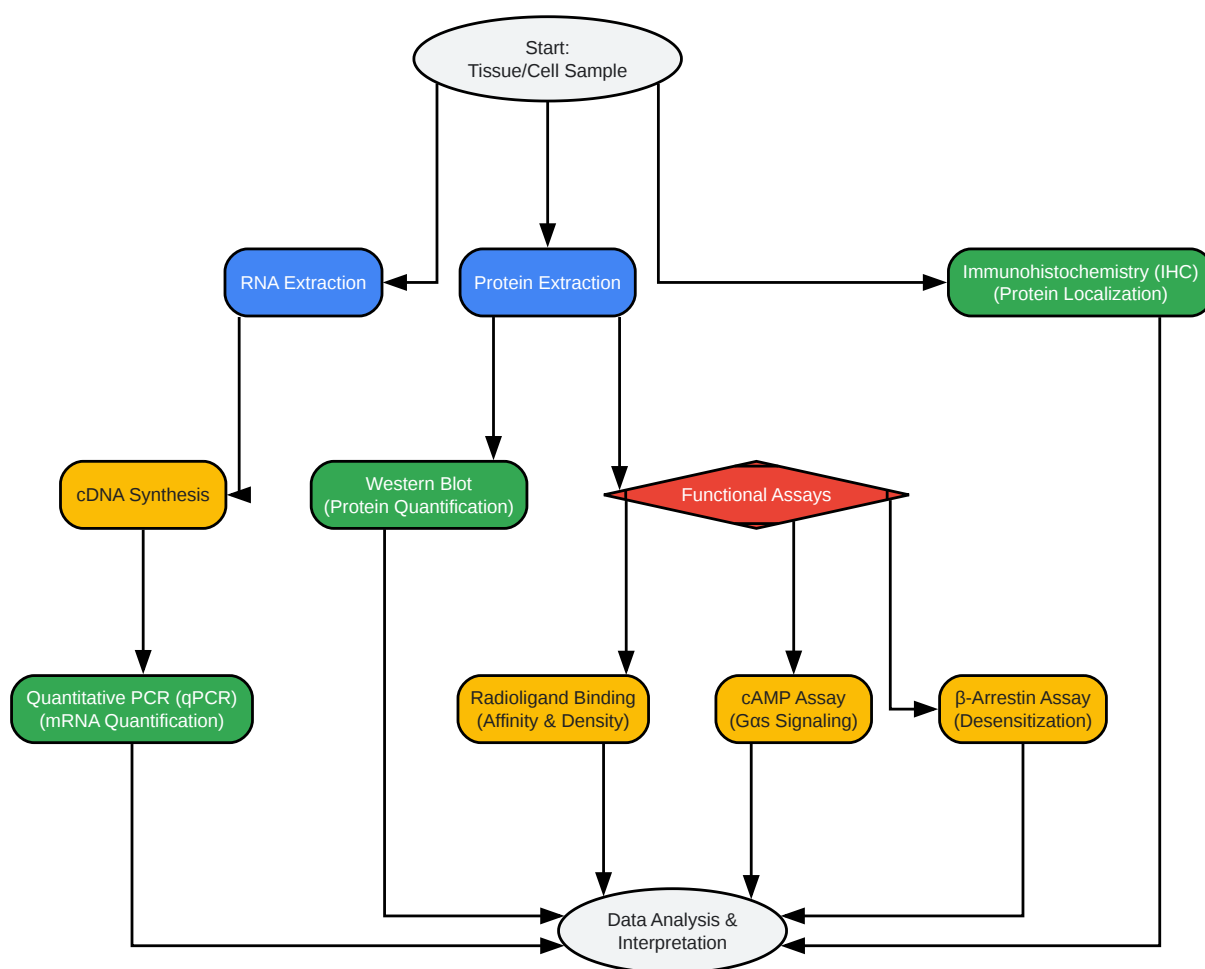 Start:
Tissue/Cell Sample
RNA Extraction
Protein Extraction
Immunohistochemistry (IHC)
(Protein Localization)
cDNA Synthesis
Western Blot
(Protein Quantification)
Functional Assays
Quantitative PCR (qPCR)
(mRNA Quantification)
Radioligand Binding
(Affinity & Density)
cAMP Assay
(Gαs Signaling)
β-Arrestin Assay
(Desensitization)
Data Analysis &
Interpretation